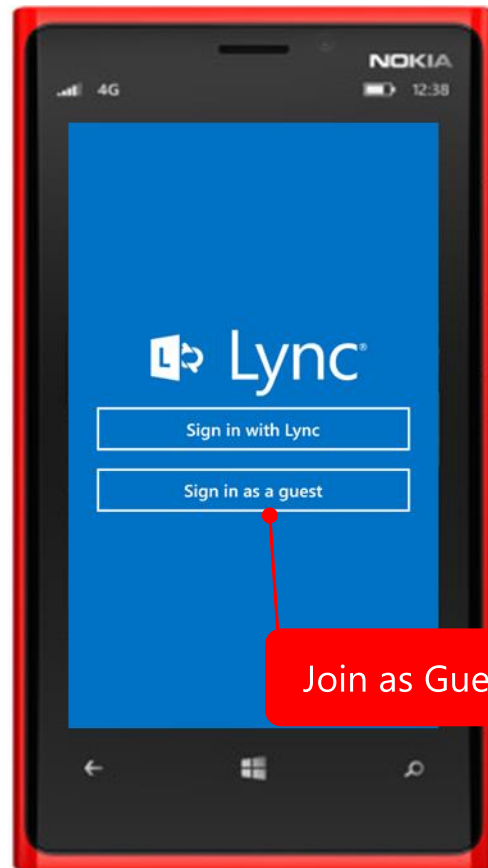 NOKIA
4G 12:38
L Lync®
Sign in with Lync
Sign in as a guest
Join as Gue